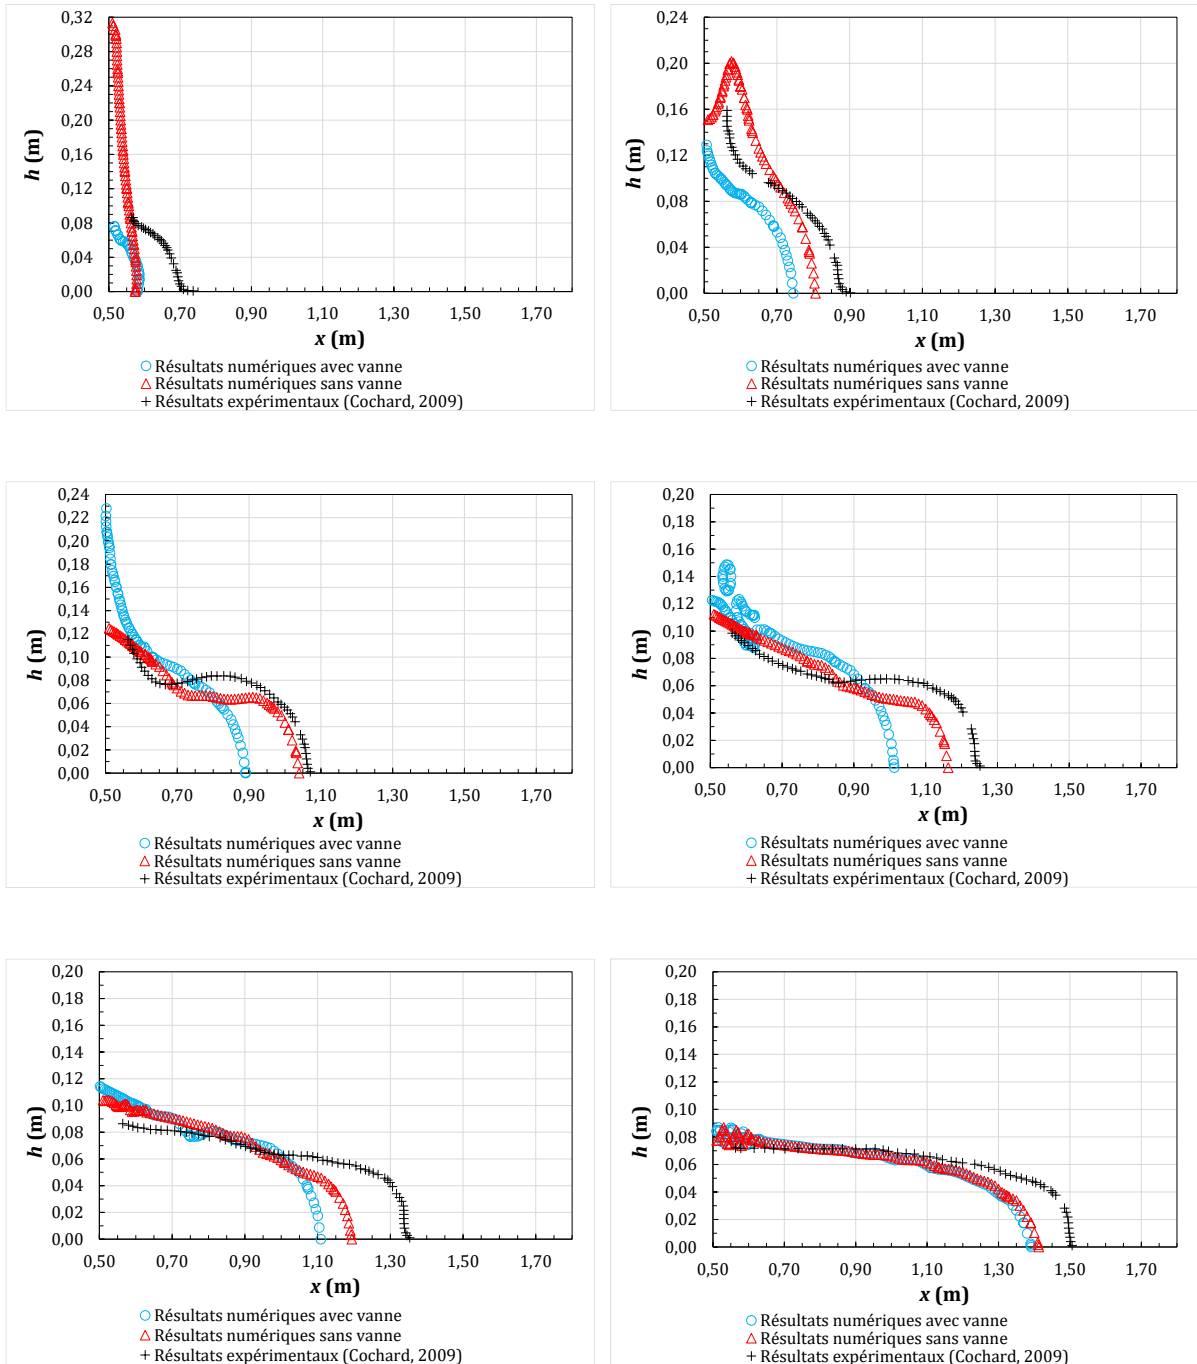 0,32
0,28
0,24
0,20
0,16
0,12
0,08
0,04
0,00
h (m)
0,50 0,70 0,90 1,10 1,30 1,50 1,70
x (m)
Résultats numériques avec vanne
Résultats numériques sans vanne
Résultats expérimentaux (Cochard, 2009)
0,24
0,20
0,16
0,12
0,08
0,04
0,00
h (m)
0,50 0,70 0,90 1,10 1,30 1,50 1,70
x (m)
Résultats numériques avec vanne
Résultats numériques sans vanne
Résultats expérimentaux (Cochard, 2009)
0,24
0,22
0,20
0,18
0,16
0,14
0,12
0,10
0,08
0,06
0,04
0,02
0,00
h (m)
0,50 0,70 0,90 1,10 1,30 1,50 1,70
x (m)
Résultats numériques avec vanne
Résultats numériques sans vanne
Résultats expérimentaux (Cochard, 2009)
0,20
0,18
0,16
0,14
0,12
0,10
0,08
0,06
0,04
0,02
0,00
h (m)
0,50 0,70 0,90 1,10 1,30 1,50 1,70
x (m)
Résultats numériques avec vanne
Résultats numériques sans vanne
Résultats expérimentaux (Cochard, 2009)
0,20
0,18
0,16
0,14
0,12
0,10
0,08
0,06
0,04
0,02
0,00
h (m)
0,50 0,70 0,90 1,10 1,30 1,50 1,70
x (m)
Résultats numériques avec vanne
Résultats numériques sans vanne
Résultats expérimentaux (Cochard, 2009)
0,20
0,18
0,16
0,14
0,12
0,10
0,08
0,06
0,04
0,02
0,00
h (m)
0,50 0,70 0,90 1,10 1,30 1,50 1,70
x (m)
Résultats numériques avec vanne
Résultats numériques sans vanne
Résultats expérimentaux (Cochard, 2009)